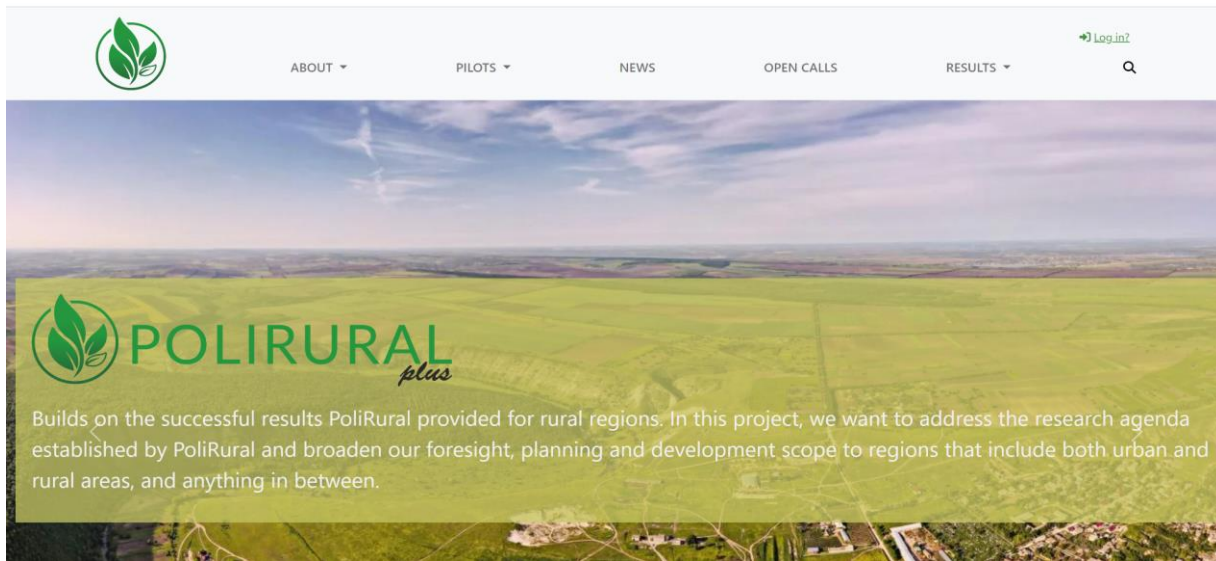 Log in?
ABOUT
PILOTS
NEWS
OPEN CALLS
RESULTS
POLIRURAL
plus
Builds on the successful results PoliRural provided for rural regions. In this project, we want to address the research agenda
established by PoliRural and broaden our foresight, planning and development scope to regions that include both urban and
rural areas, and anything in between.